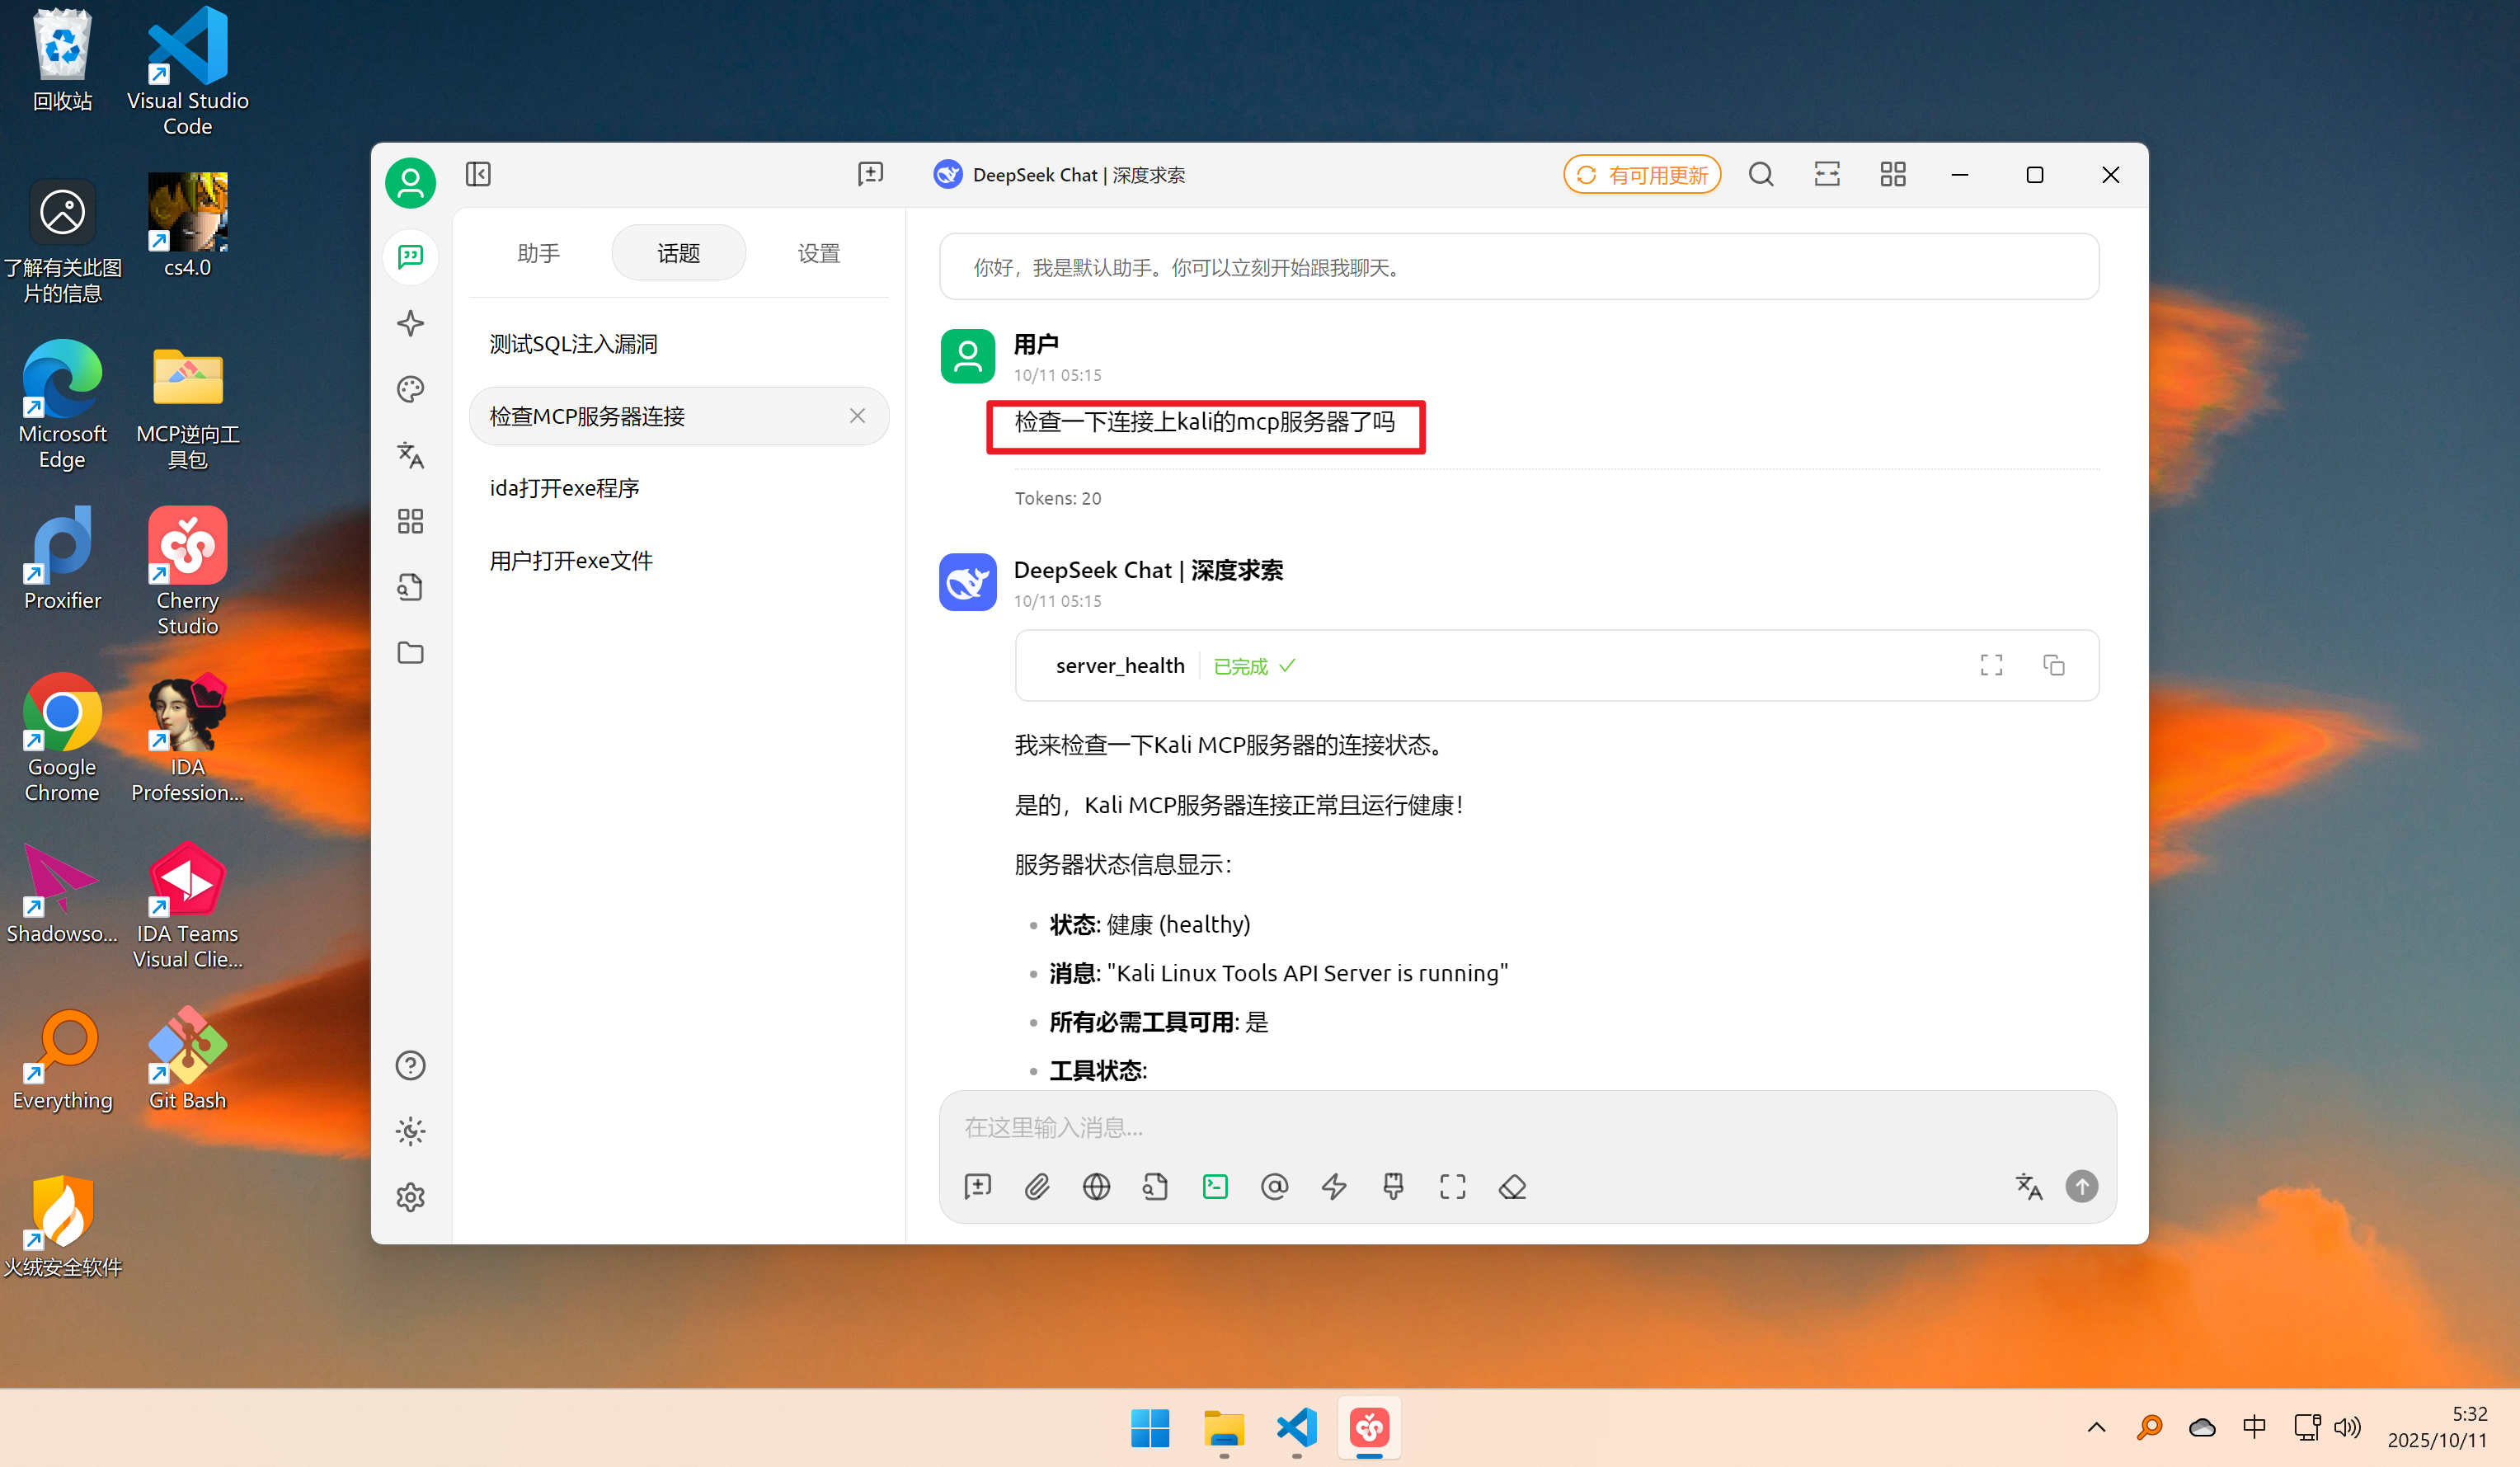 回收站
Visual Studio
Code
了解有关此图
片的信息
cs4.0
Microsoft
Edge
MCP逆向工
具包
Proxifier
Cherry
Studio
Google
Chrome
IDA
Profession...
Shadowso...
IDA Teams
Visual Clie...
Everything
Git Bash
火绒安全软件
DeepSeek Chat | 深度求索
有可用更新
助手
话题
设置
测试SQL注入漏洞
检查MCP服务器连接
ida打开exe程序
用户打开exe文件
你好，我是默认助手。你可以立刻开始跟我聊天。
用户
10/11 05:15
检查一下连接上kali的mcp服务器了吗
Tokens: 20
DeepSeek Chat | 深度求索
10/11 05:15
server_health 已完成
我来检查一下Kali MCP服务器的连接状态。
是的，Kali MCP服务器连接正常且运行健康！
服务器状态信息显示：
状态: 健康 (healthy)
消息: "Kali Linux Tools API Server is running"
所有必需工具可用: 是
工具状态:
在这里输入消息...
中
5:32
2025/10/11